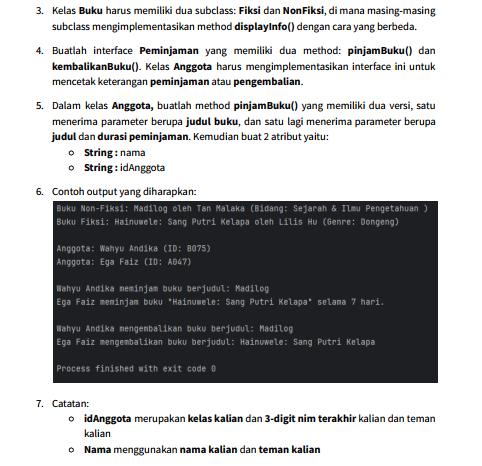 3. Kelas Buku harus memiliki dua subclass: Fiksi dan NonFiksi, di mana masing-masing
subclass mengimplementasikan method displayInfo() dengan cara yang berbeda.
4. Buatlah interface Peminjaman yang memiliki dua method: pinjamBuku() dan
kembalikanBuku(). Kelas Anggota harus mengimplementasikan interface ini untuk
mencetak keterangan peminjaman atau pengembalian.
5. Dalam kelas Anggota, buatlah method pinjamBuku() yang memiliki dua versi, satu
menerima parameter berupa judul buku, dan satu lagi menerima parameter berupa
judul dan durasi peminjaman. Kemudian buat 2 atribut yaitu:
o String : nama
o String : idAnggota
6. Contoh output yang diharapkan:
Buku Non-Fiksi: Madilog oleh Tan Malaka (Bidang: Sejarah & Ilmu Pengetahuan )
Buku Fiksi: Hainuwele: Sang Putri Kelapa oleh Lilis Hu (Genre: Dongeng)
Anggota: Wahyu Andika (ID: B075)
Anggota: Ega Faiz (ID: A047)
Wahyu Andika meminjam buku berjudul: Madilog
Ega Faiz meminjam buku "Hainuwele: Sang Putri Kelapa" selama 7 hari.
Wahyu Andika mengembalikan buku berjudul: Madilog
Ega Faiz mengembalikan buku berjudul: Hainuwele: Sang Putri Kelapa
Process finished with exit code 0
7. Catatan:
o idAnggota merupakan kelas kalian dan 3-digit nim terakhir kalian dan teman
kalian
o Nama menggunakan nama kalian dan teman kalian